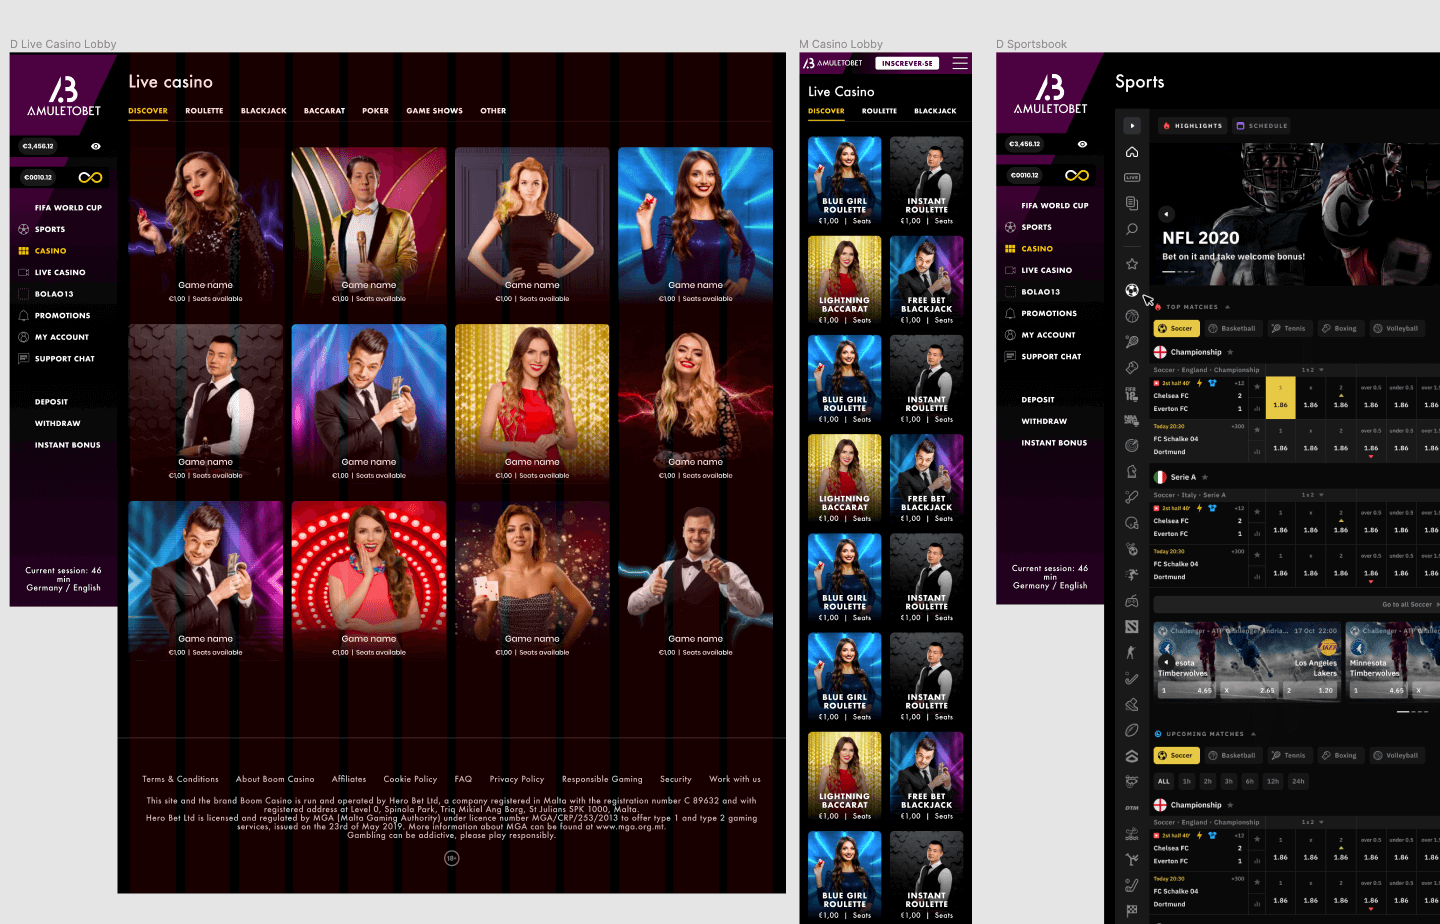 D Live Casino Lobby
AMULETOBET
€3,456.12
€0010.12
FIFA WORLD CUP
SPORTS
CASINO
LIVE CASINO
BOLAO13
PROMOTIONS
MY ACCOUNT
SUPPORT CHAT
DEPOSIT
WITHDRAW
INSTANT BONUS
Current session: 46
min
Germany / English
Live casino
DISCOVER ROULETTE BLACKJACK BACCARAT POKER GAME SHOWS OTHER
Game name Game name Game name Game name
€1,00 | Seats available €1,00 | Seats available €1,00 | Seats available €1,00 | Seats available
Game name Game name Game name Game name
€1,00 | Seats available €1,00 | Seats available €1,00 | Seats available €1,00 | Seats available
Game name Game name Game name Game name
€1,00 | Seats available €1,00 | Seats available €1,00 | Seats available €1,00 | Seats available
Terms & Conditions About Boom Casino Affiliates Cookie Policy FAQ Privacy Policy Responsible Gaming Security Work with us
This site and the brand Boom Casino is run and operated by Hero Bet Ltd, a company registered in Malta with the registration number C 89632 and with
registered address at Level 0, Spinola Park, Triq Mikiel Ang Borg, St Julians SPK 1000, Malta.
Hero Bet Ltd is licensed and regulated by MGA (Malta Gaming Authority) under licence number MGA/CRP/253/2013 to offer type 1 and type 2 gaming
services, issued on the 23rd of May 2019. More information about MGA can be found at www.mga.org.mt.
Gambling can be addictive, please play responsibly.
18+
M Casino Lobby
AMULETOBET INSCREVER-SE
Live Casino
DISCOVER ROULETTE BLACKJACK
BLUE GIRL INSTANT
ROULETTE ROULETTE
€1,00 | Seats €1,00 | Seats
LIGHTNING FREE BET
BACCARAT BLACKJACK
€1,00 | Seats €1,00 | Seats
BLUE GIRL INSTANT
ROULETTE ROULETTE
€1,00 | Seats €1,00 | Seats
LIGHTNING FREE BET
BACCARAT BLACKJACK
€1,00 | Seats €1,00 | Seats
BLUE GIRL INSTANT
ROULETTE ROULETTE
€1,00 | Seats €1,00 | Seats
BLUE GIRL INSTANT
ROULETTE ROULETTE
€1,00 | Seats €1,00 | Seats
LIGHTNING FREE BET
BACCARAT BLACKJACK
€1,00 | Seats €1,00 | Seats
BLUE GIRL INSTANT
ROULETTE ROULETTE
€1,00 | Seats €1,00 | Seats
D Sportsbook
AMULETOBET
€3,456.12
€0010.12
FIFA WORLD CUP
SPORTS
CASINO
LIVE CASINO
BOLAO13
PROMOTIONS
MY ACCOUNT
SUPPORT CHAT
DEPOSIT
WITHDRAW
INSTANT BONUS
Current session: 46
min
Germany / English
Sports
LIVE
FIFA
18
NBA
DTM
HIGHLIGHTS SCHEDULE
NFL 2020
Bet on it and take welcome bonus!
TOP MATCHES
Soccer Basketball Tennis Boxing Volleyball
Championship
Soccer - England - Championship 1 x 2
2st half 40' +12 1 x 2 over 0.5 under 0.5 over 1.
Chelsea FC 2
Everton FC 1 1.86 1.86 1.86 1.86 1.86 1.86
Today 20:30 +300 1 x 2 over 0.5 under 0.5 over 1.
FC Schalke 04
Dortmund 1.86 1.86 1.86 1.86 1.86 1.86
Serie A
Soccer - Italy - Serie A 1 x 2
2st half 40' +12 1 x 2 over 0.5 under 0.5 over 1.
Chelsea FC 2
Everton FC 1 1.86 1.86 1.86 1.86 1.86 1.86
Today 20:30 +300 1 x 2 over 0.5 under 0.5 over 1.
FC Schalke 04
Dortmund 1.86 1.86 1.86 1.86 1.86 1.86
Go to all Soccer
Challenger - ATP Challenger Andria... 17 Oct 22:00 Challenger - ATP Challenger
esota Los Angeles Minnesota
Timberwolves Lakers Timberwolves
1 4.65 X 2.65 2 1.20 1 4.65 X
UPCOMING MATCHES
Soccer Basketball Tennis Boxing Volleyball
ALL 1h 2h 3h 6h 12h 24h
Championship
Soccer - England - Championship 1 x 2
2st half 40' +12 1 x 2 over 0.5 under 0.5 over 1.
Chelsea FC 2
Everton FC 1 1.86 1.86 1.86 1.86 1.86 1.86
Today 20:30 +300 1 x 2 over 0.5 under 0.5 over 1.
FC Schalke 04
Dortmund 1.86 1.86 1.86 1.86 1.86 1.86